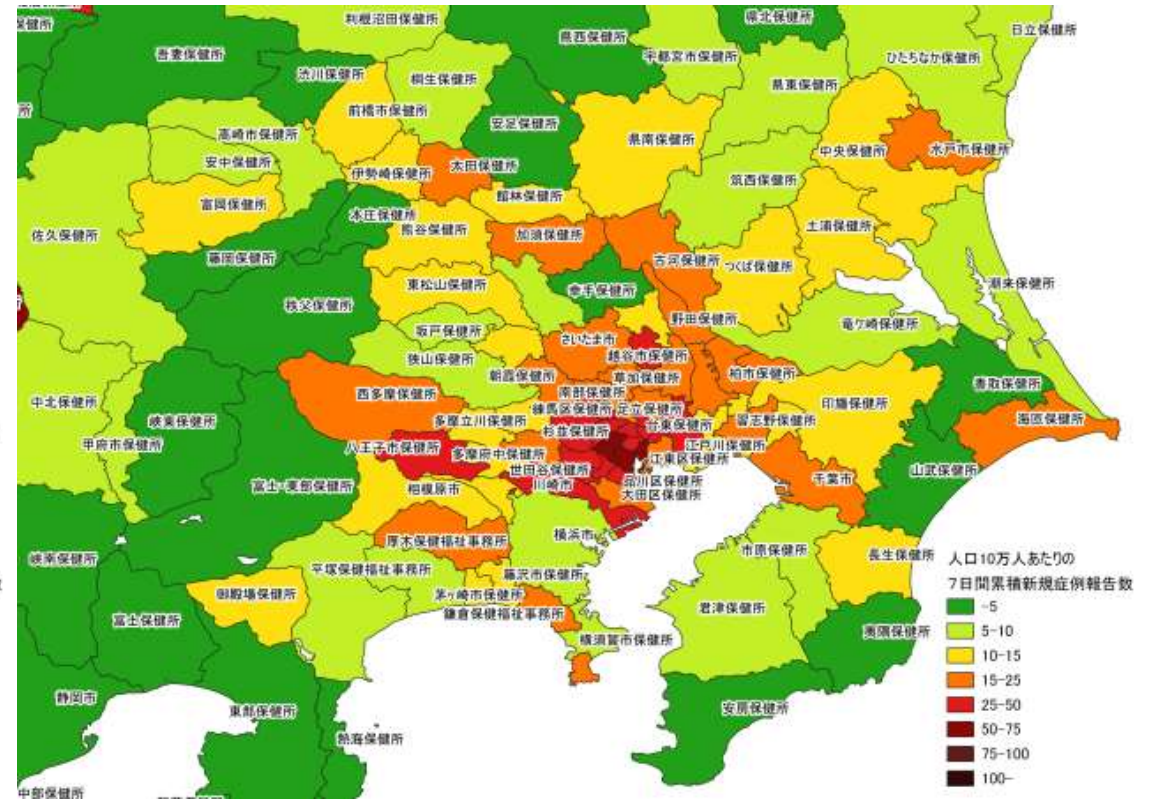 利根沼田保健所
県北保健所
県西保健所
日立保健所
吾妻保健所
宇都宮市保健所
ひたちなか保健所
渋川保健所
桐生保健所
県東保健所
前橋市保健所
安足保健所
高崎市保健所
県南保健所
安中保健所
太田保健所
中央保健所
水戸市保健所
伊勢崎保健所
筑西保健所
館林保健所
富岡保健所
本庄保健所
熊谷保健所
土浦保健所
佐久保健所
加須保健所
藤岡保健所
古河保健所
つくば保健所
東松山保健所
幸手保健所
潮来保健所
秩父保健所
野田保健所
坂戸保健所
竜ケ崎保健所
さいたま市
狭山保健所
越谷市保健所
朝霞保健所
草加保健所
柏市保健所
香取保健所
西多摩保健所
南部保健所
中北保健所
練馬区保健所
足立保健所
印旛保健所
峡東保健所
多摩立川保健所
習志野保健所
海匝保健所
杉並保健所
台東保健所
甲府市保健所
八王子市保健所
江戸川保健所
多摩府中保健所
江東区保健所
世田谷保健所
山武保健所
千葉市
品川区保健所
富士・東部保健所
相模原市
川崎市
大田区保健所
横浜市
厚木保健福祉事務所
市原保健所
長生保健所
人口10万人あたりの
峡南保健所
平塚保健福祉事務所
藤沢市保健所
7日間累積新規症例報告数
御殿場保健所
茅ヶ崎市保健所
君津保健所
-5
鎌倉保健福祉事務所
富士保健所
5-10
夷隅保健所
横須賀市保健所
10-15
15-25
静岡市
25-50
東部保健所
安房保健所
50-75
熱海保健所
75-100
100-
中部保健所